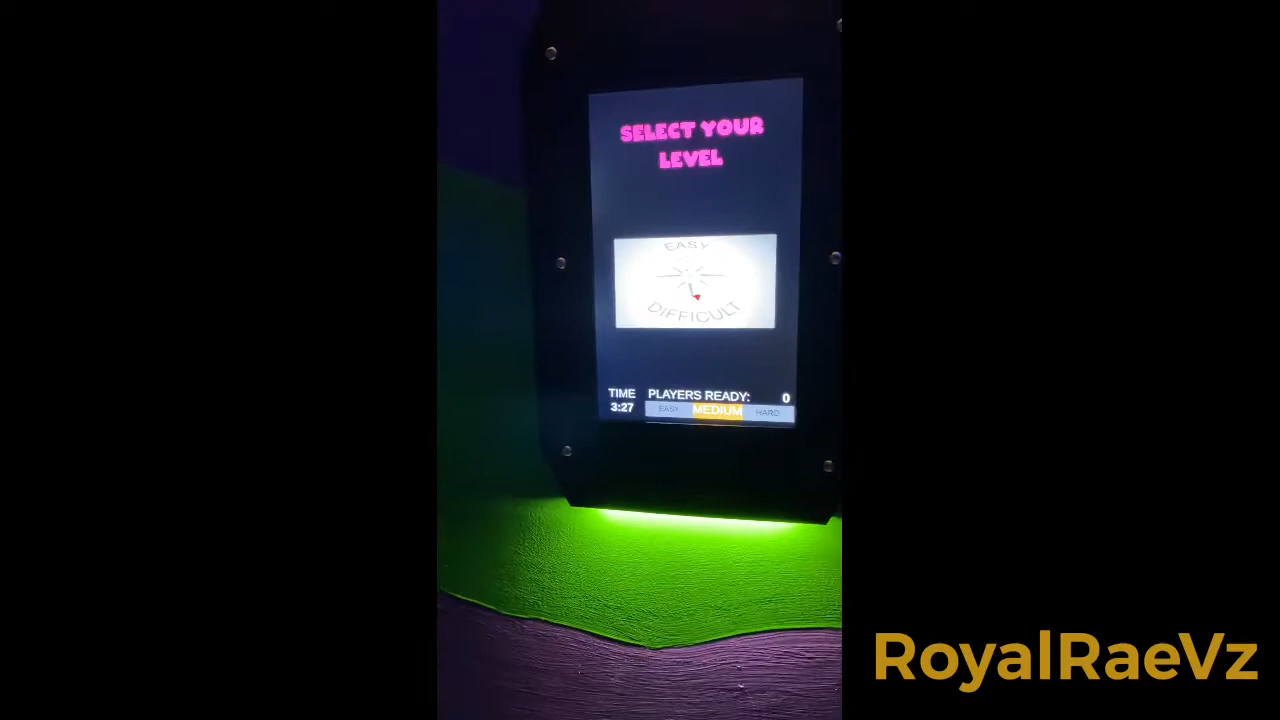 SELECT YOUR
LEVEL
EASY
DIFFICULT
TIME
3:27
PLAYERS READY: 0
EASY MEDIUM HARD
RoyalRaeVz